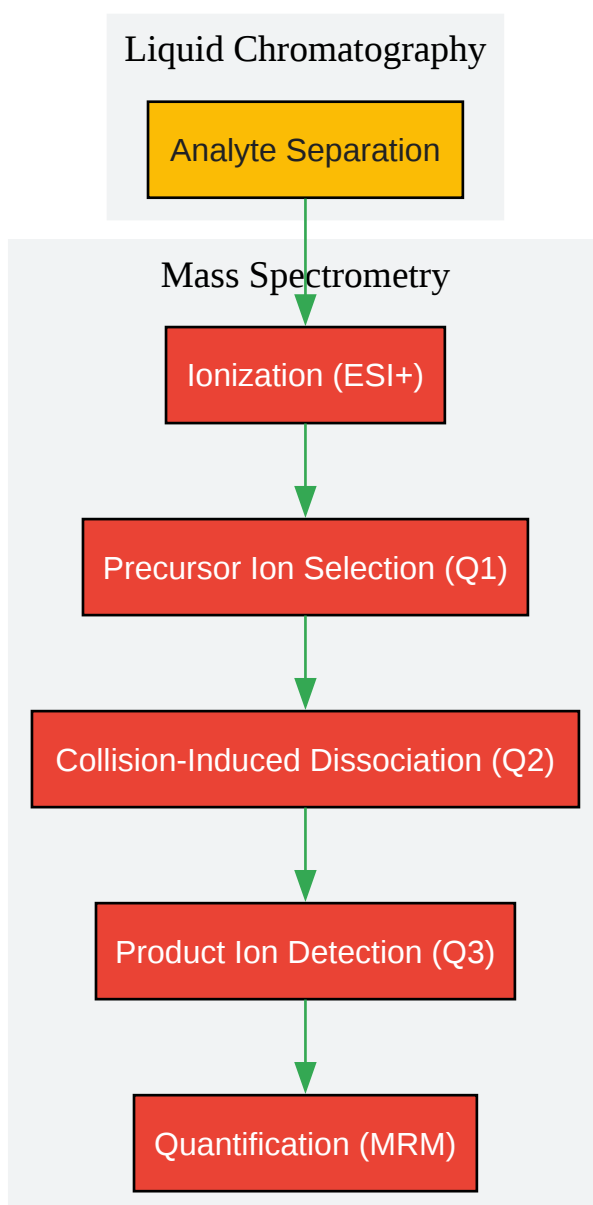 Liquid Chromatography
Analyte Separation
Mass Spectrometry
Ionization (ESI+)
Precursor Ion Selection (Q1)
Collision-Induced Dissociation (Q2)
Product Ion Detection (Q3)
Quantification (MRM)